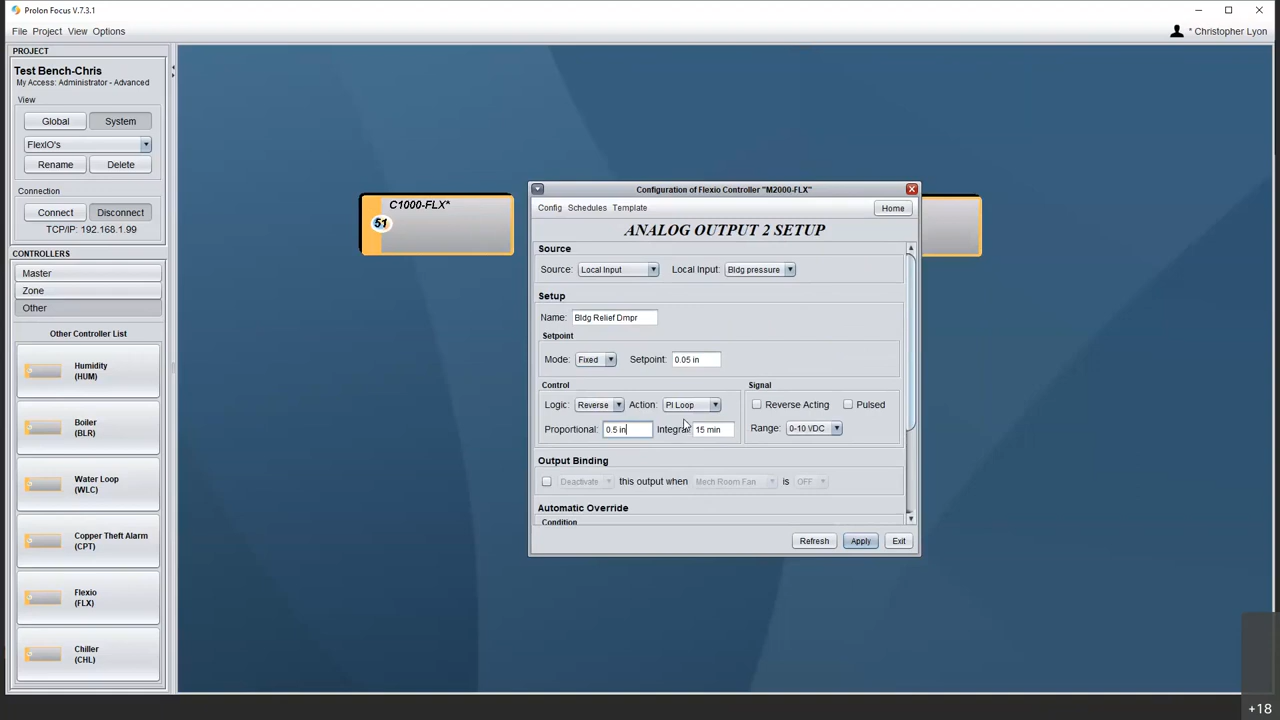 Prolon Focus V.7.3.1
File Project View Options
* Christopher Lyon
PROJECT
Test Bench-Chris
My Access: Administrator - Advanced
View
Global System
FlexIO's
Rename Delete
Connection
Connect Disconnect
TCP/IP: 192.168.1.99
CONTROLLERS
Master
Zone
Other
Other Controller List
Humidity
(HUM)
Boiler
(BLR)
Water Loop
(WLC)
Copper Theft Alarm
(CPT)
Flexio
(FLX)
Chiller
(CHL)
C1000-FLX*
51
Configuration of Flexio Controller "M2000-FLX"
Config Schedules Template Home
ANALOG OUTPUT 2 SETUP
Source
Source: Local Input Local Input: Bldg pressure
Setup
Name: Bldg Relief Dmpr
Setpoint
Mode: Fixed Setpoint: 0.05 in
Control Signal
Logic: Reverse Action: PI Loop Reverse Acting Pulsed
Proportional: 0.5 in Integral: 15 min Range: 0-10 VDC
Output Binding
Deactivate this output when Mech Room Fan is OFF
Automatic Override
Condition
Refresh Apply Exit
+18